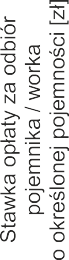 Stawka opłaty za odbiór
pojemnika / worka
o określonej pojemności [zł]